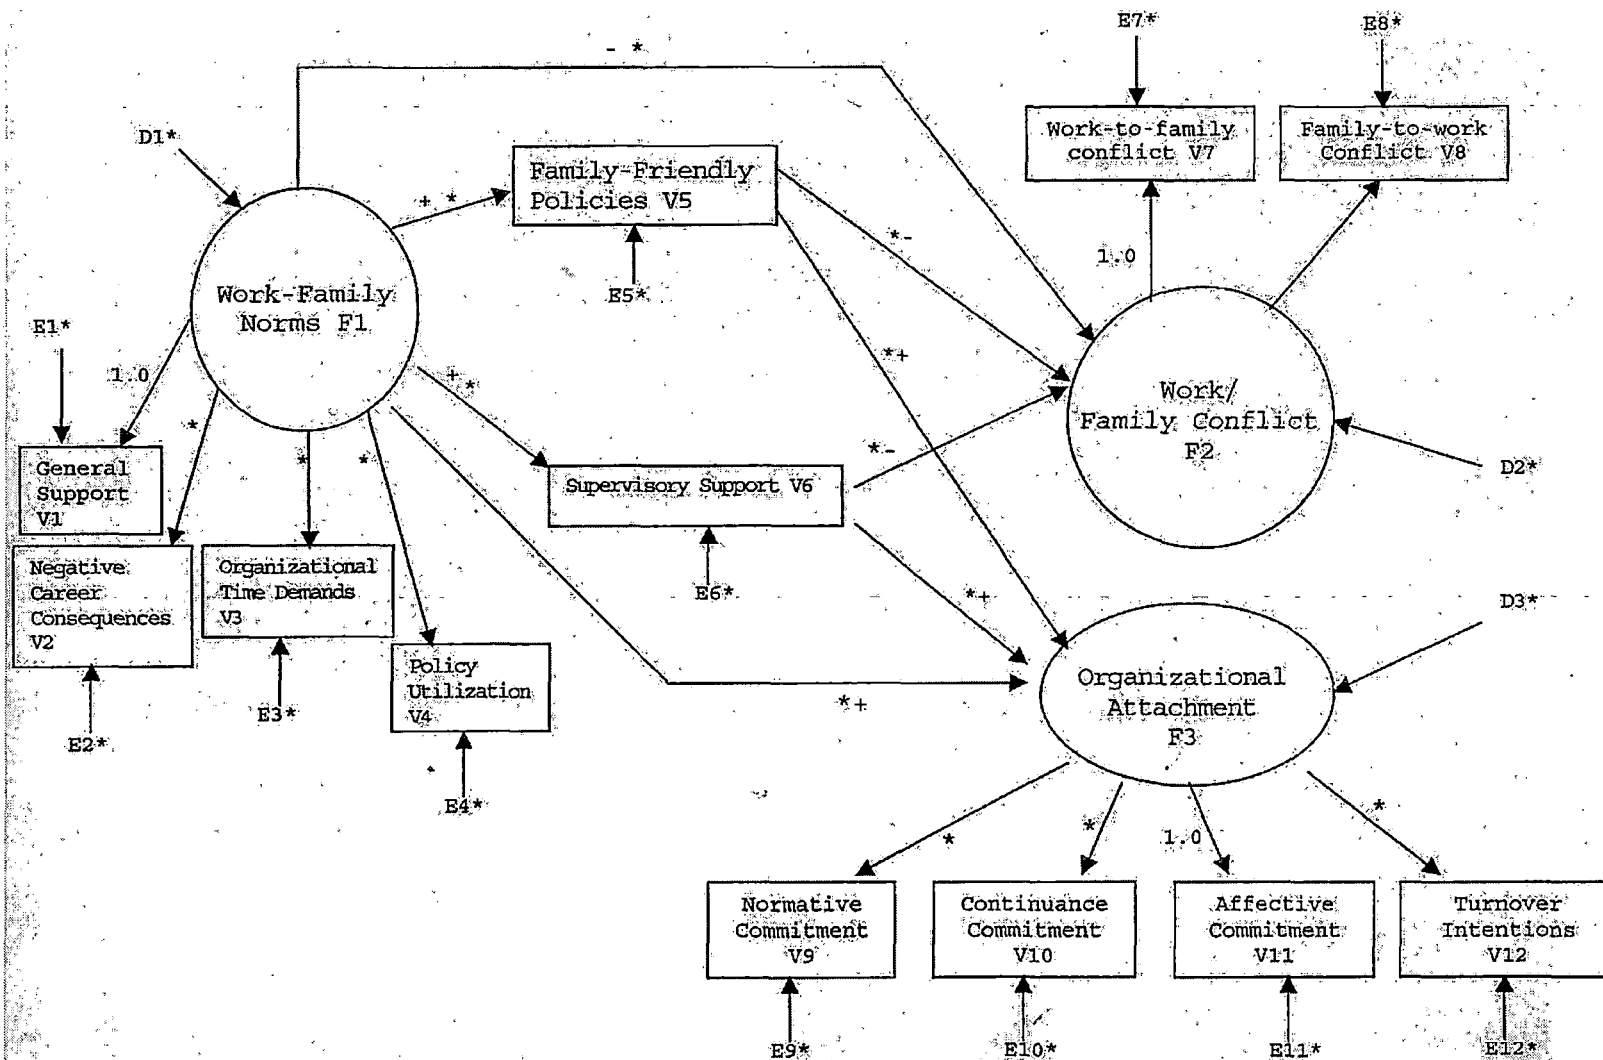 E7*
E8*
- *
D1*
Work-to-family
conflict V7
Family-to-work
Conflict V8
Family-Friendly
Policies V5
+ *
*-
1.0
E5*
Work-Family
Norms F1
E1*
1.0
*+
+ *
Work/
Family Conflict
F2
*
*
*
*-
General
Support
V1
Supervisory Support V6
D2*
Negative
Career
Consequences
V2
Organizational
Time Demands
V3
E6*
*+
D3*
Policy
Utilization
V4
Organizational
Attachment
F3
*+
E3*
E2*
E4*
*
*
1.0
*
Normative
Commitment
V9
Continuance
Commitment
V10
Affective
Commitment
V11
Turnover
Intentions
V12
E9*
E10*
E11*
E12*